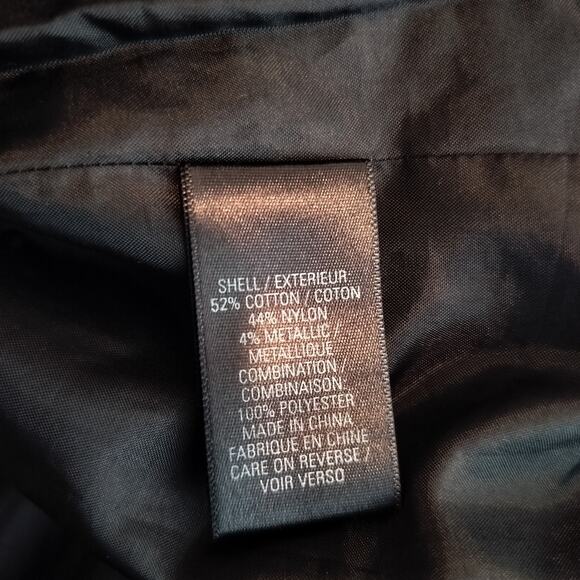 SHELL / EXTERIEUR
52% COTTON / COTON
44% NYLON
4% METALLIC /
METALLIQUE
COMBINATION /
COMBINAISON
100% POLYESTER
MADE IN CHINA
FABRIQUE EN CHINE
CARE ON REVERSE /
VOIR VERSO